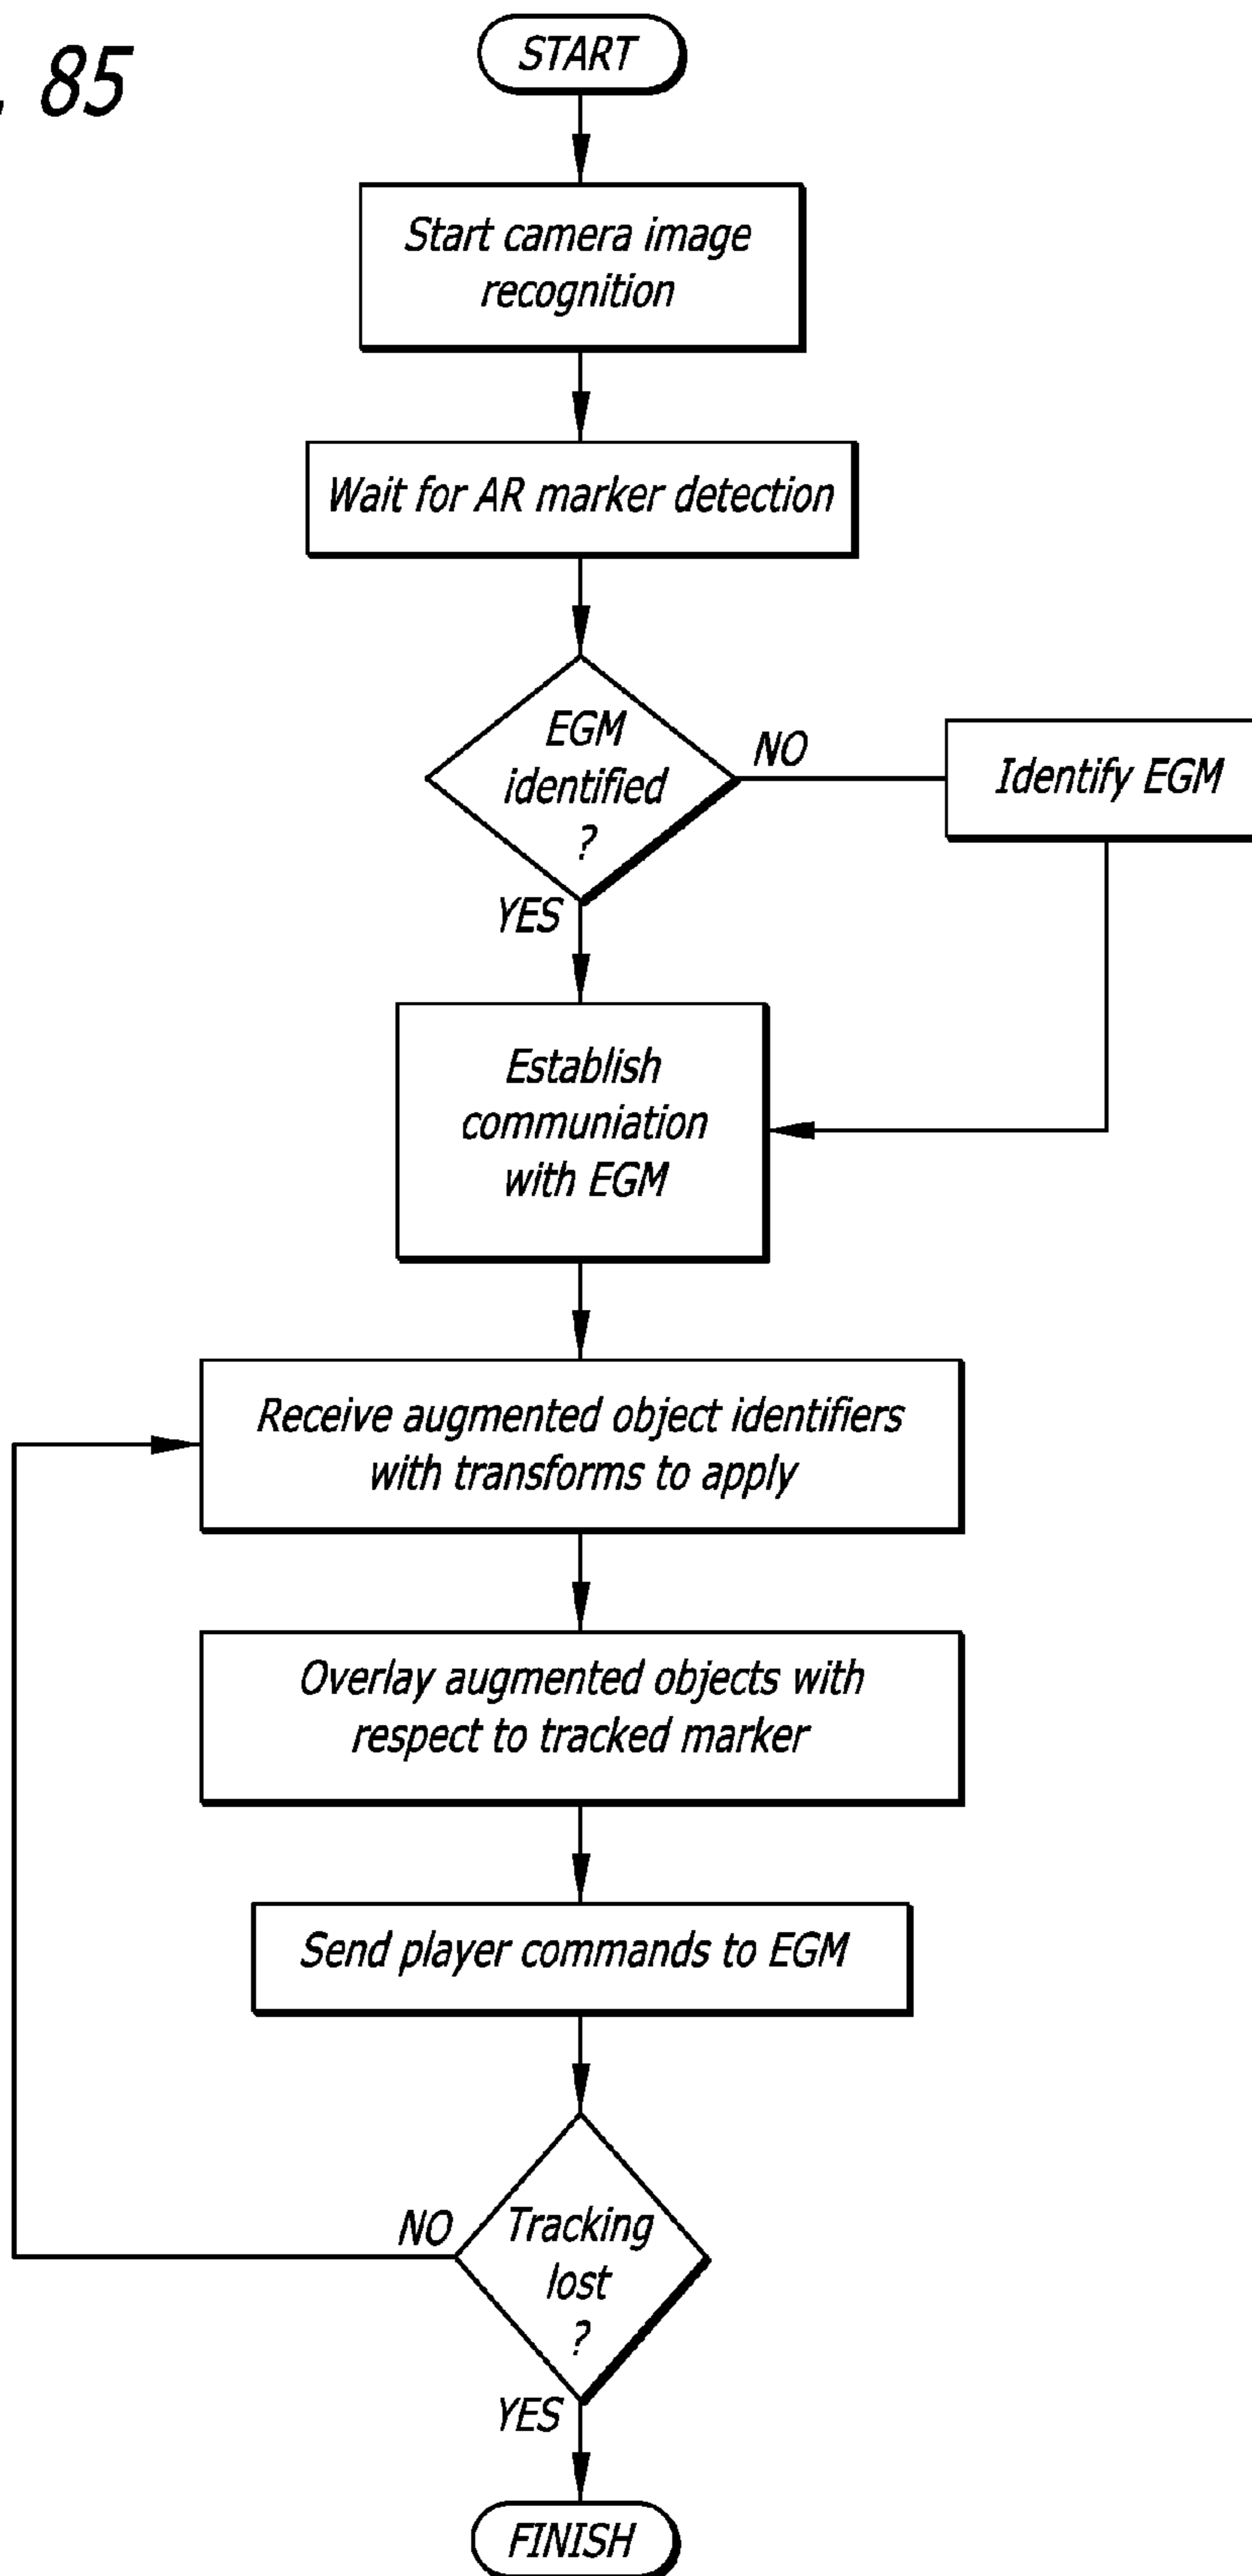 . 85
START
Start camera image
recognition
Wait for AR marker detection
EGM
identified
?
NO
Identify EGM
YES
Establish
communiation
with EGM
Receive augmented object identifiers
with transforms to apply
Overlay augmented objects with
respect to tracked marker
Send player commands to EGM
NO
Tracking
lost
?
YES
FINISH